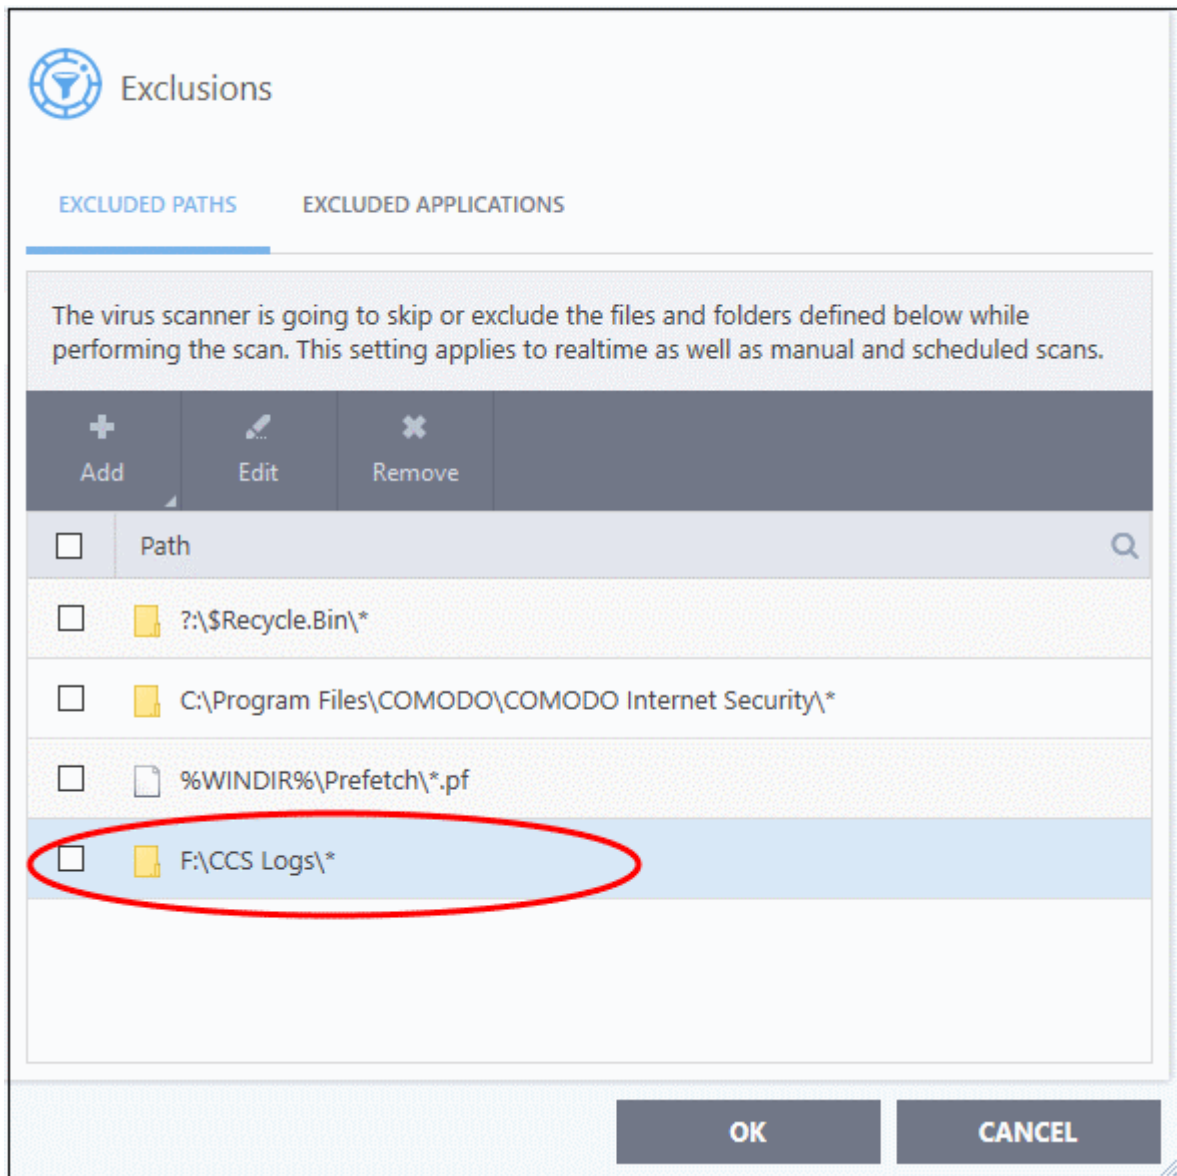 Exclusions
EXCLUDED PATHS EXCLUDED APPLICATIONS
The virus scanner is going to skip or exclude the files and folders defined below while
performing the scan. This setting applies to realtime as well as manual and scheduled scans.
Add Edit Remove
Path
?:\$Recycle.Bin\*
C:\Program Files\COMODO\COMODO Internet Security\*
%WINDIR%\Prefetch\*.pf
F:\CCS Logs\*
OK CANCEL